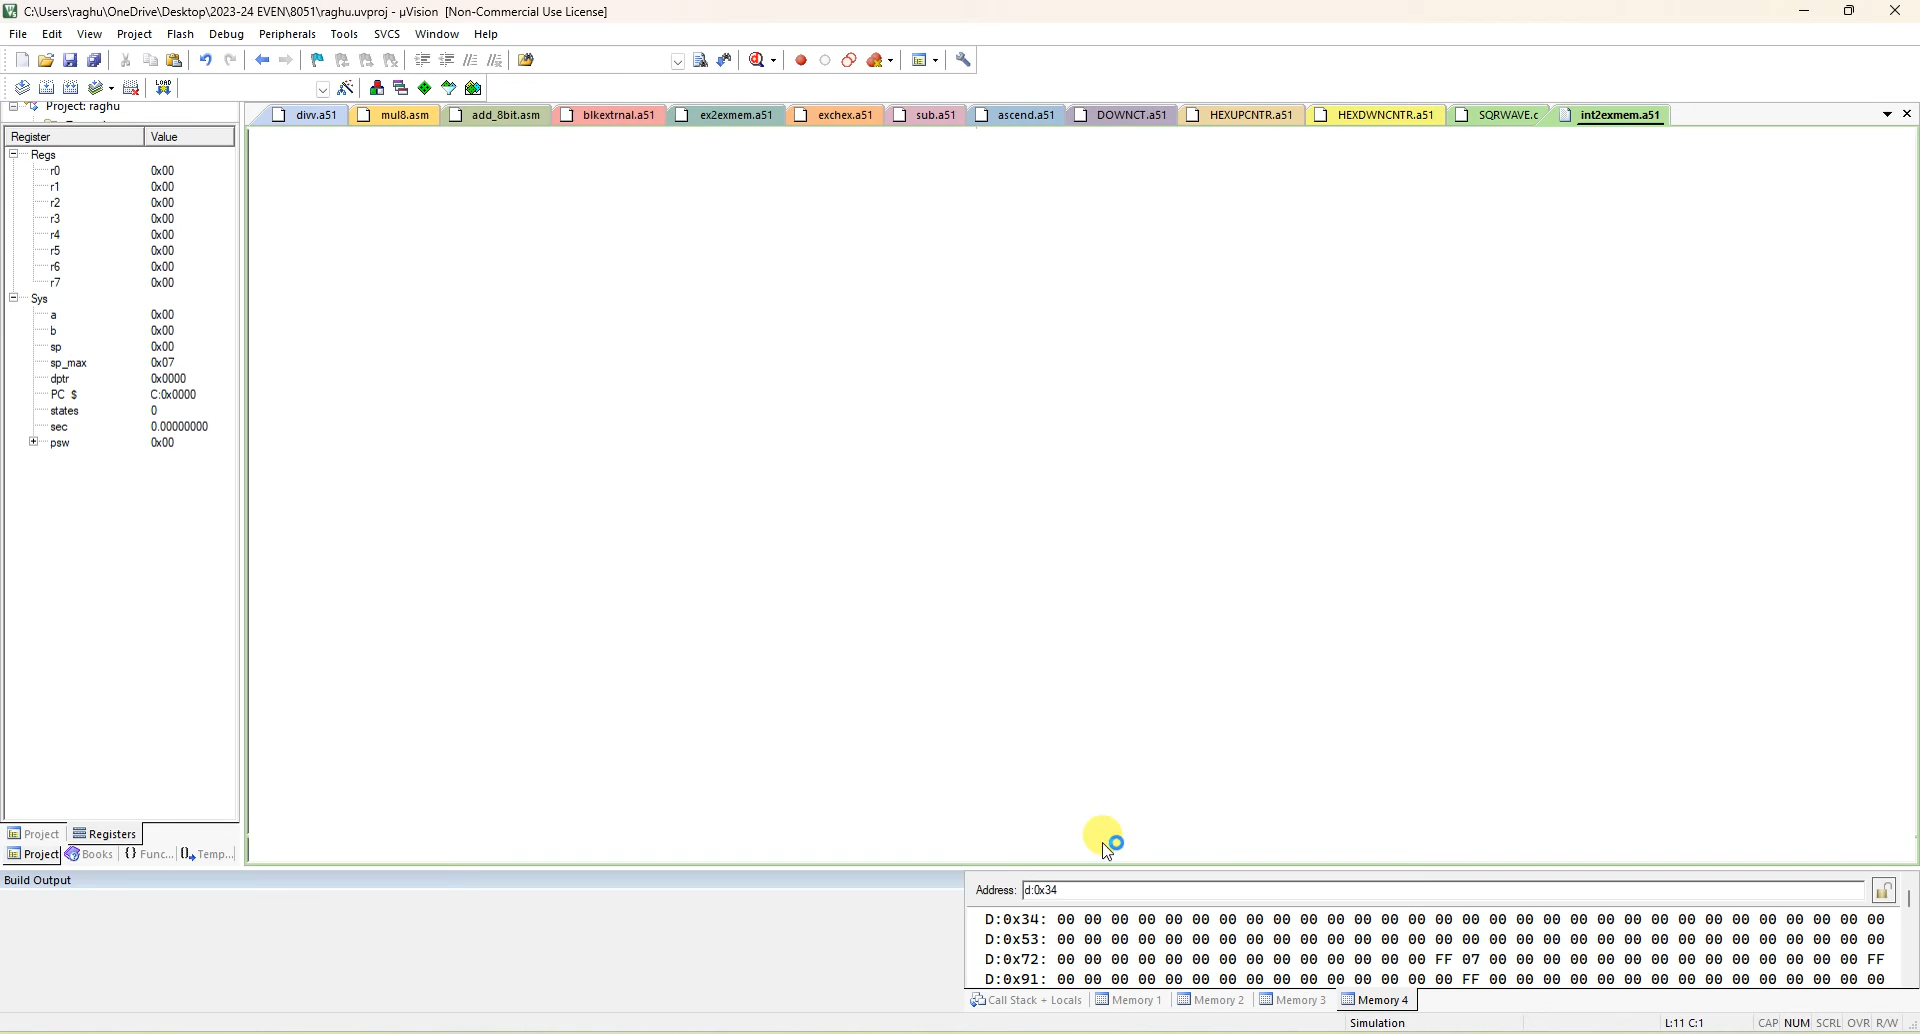 C:\Users\raghu\OneDrive\Desktop\2023-24 EVEN\8051\raghu.uvproj - µVision [Non-Commercial Use License]
File Edit View Project Flash Debug Peripherals Tools SVCS Window Help
LOAD
Project: raghu
divv.a51 mul8.asm add_8bit.asm blkextrnal.a51 ex2exmem.a51 exchex.a51 sub.a51 ascend.a51 DOWNCT.a51 HEXUPCNTR.a51 HEXDWNCNTR.a51 SQRWAVE.c int2exmem.a51
Register Value
Regs
r0 0x00
r1 0x00
r2 0x00
r3 0x00
r4 0x00
r5 0x00
r6 0x00
r7 0x00
Sys
a 0x00
b 0x00
sp 0x00
sp_max 0x07
dptr 0x0000
PC $ C:0x0000
states 0
sec 0.00000000
psw 0x00
Project Registers
Project Books {} Func... Temp...
Build Output
Address: d:0x34
D:0x34: 00 00 00 00 00 00 00 00 00 00 00 00 00 00 00 00 00 00 00 00 00 00 00 00 00 00 00 00 00 00 00
D:0x53: 00 00 00 00 00 00 00 00 00 00 00 00 00 00 00 00 00 00 00 00 00 00 00 00 00 00 00 00 00 00 00
D:0x72: 00 00 00 00 00 00 00 00 00 00 00 00 00 00 FF 07 00 00 00 00 00 00 00 00 00 00 00 00 00 00 FF
D:0x91: 00 00 00 00 00 00 00 00 00 00 00 00 00 00 00 FF 00 00 00 00 00 00 00 00 00 00 00 00 00 00 00
Call Stack + Locals Memory 1 Memory 2 Memory 3 Memory 4
Simulation L:11 C:1 CAP NUM SCRL OVR R/W